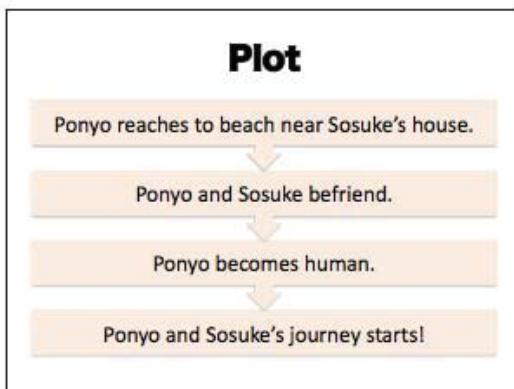 Plot
Ponyo reaches to beach near Sosuke's house.
Ponyo and Sosuke befriend.
Ponyo becomes human.
Ponyo and Sosuke's journey starts!